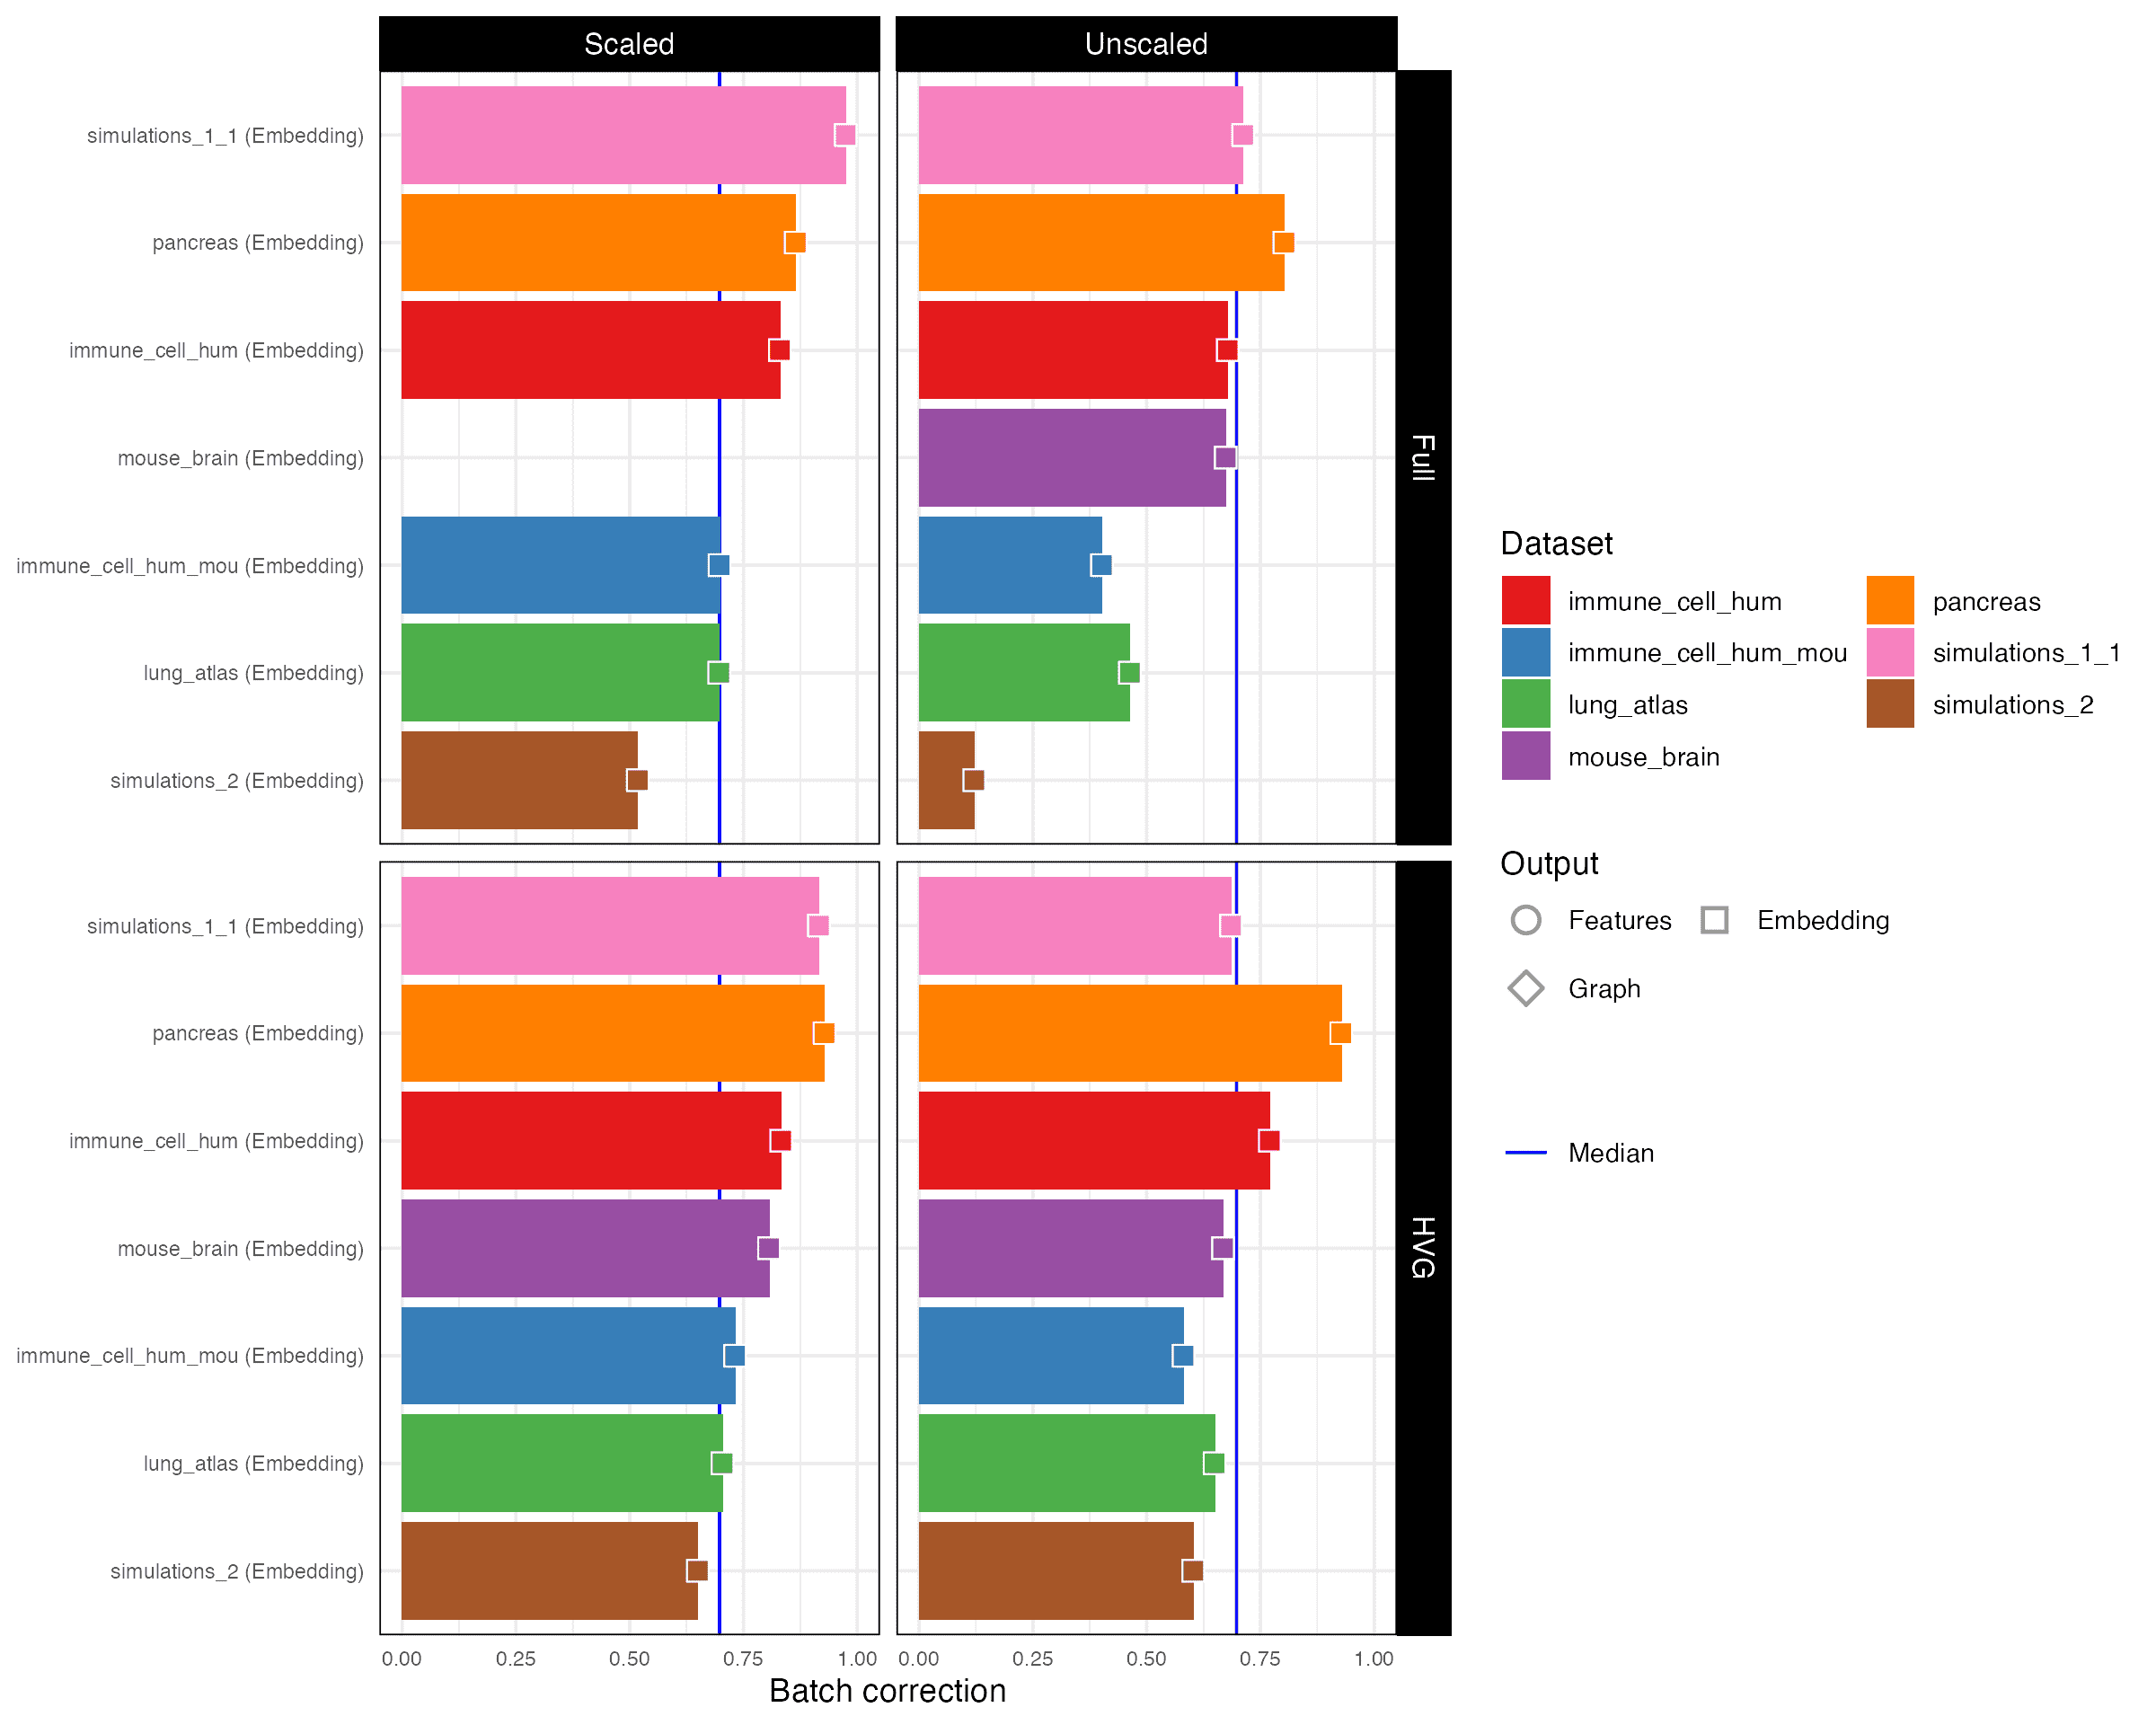 Scaled
Unscaled
simulations_1_1 (Embedding)
pancreas (Embedding)
immune_cell_hum (Embedding)
mouse_brain (Embedding)
immune_cell_hum_mou (Embedding)
lung_atlas (Embedding)
simulations_2 (Embedding)
Full
simulations_1_1 (Embedding)
pancreas (Embedding)
immune_cell_hum (Embedding)
mouse_brain (Embedding)
immune_cell_hum_mou (Embedding)
lung_atlas (Embedding)
simulations_2 (Embedding)
HVG
0.00 0.25 0.50 0.75 1.00
0.00 0.25 0.50 0.75 1.00
Batch correction
Dataset
immune_cell_hum
immune_cell_hum_mou
lung_atlas
mouse_brain
pancreas
simulations_1_1
simulations_2
Output
Features
Embedding
Graph
Median